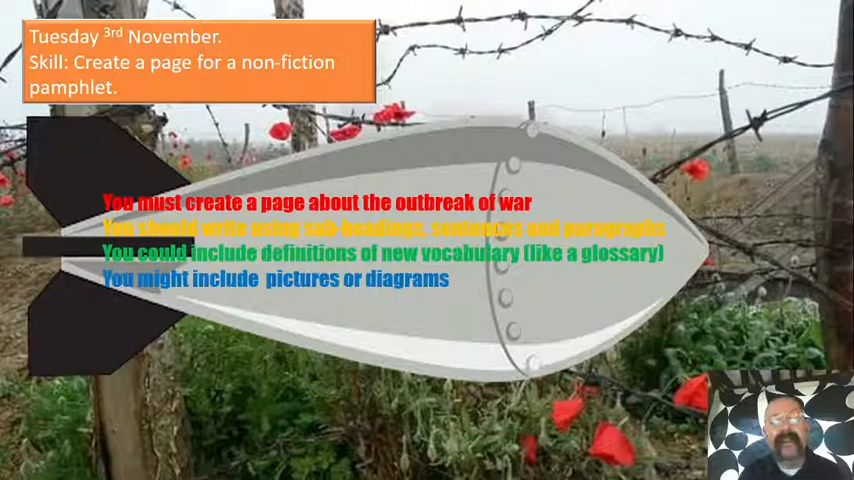 Tuesday 3rd November.
Skill: Create a page for a non-fiction
pamphlet.
You must create a page about the outbreak of war
You should write using sub-headings, sentences and paragraphs
You could include definitions of new vocabulary (like a glossary)
You might include pictures or diagrams